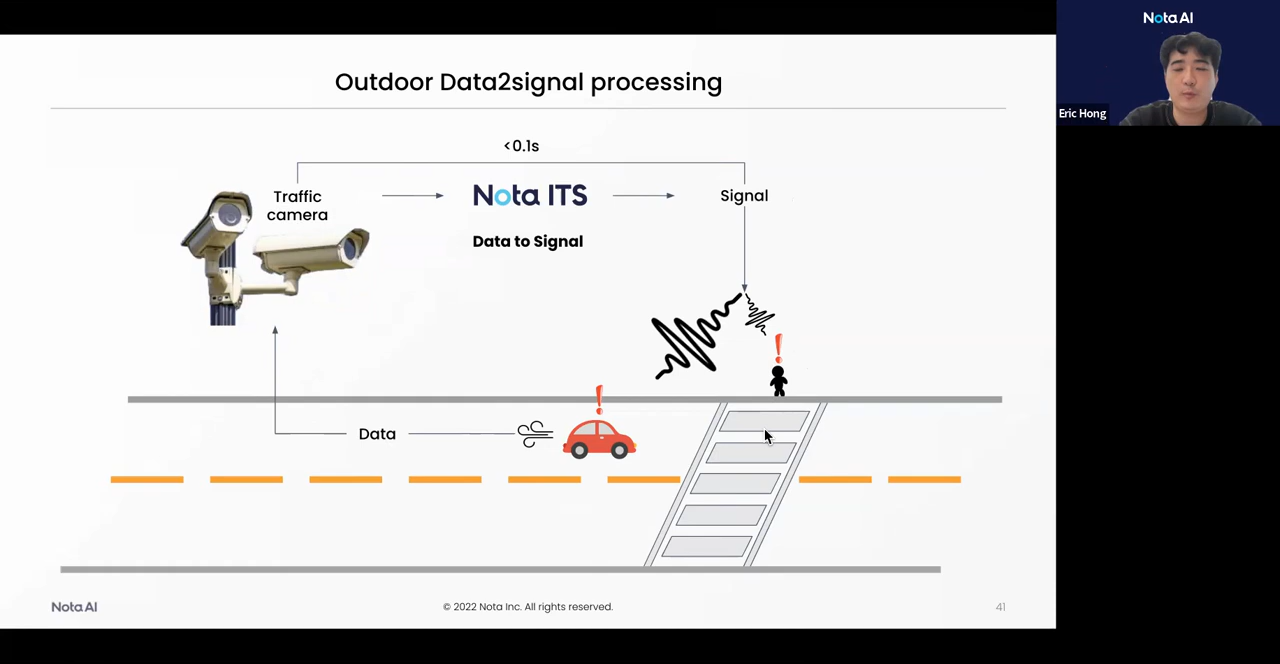 Outdoor Data2signal processing
<0.1s
Traffic
camera
Nota ITS
Signal
Data to Signal
Data
Nota AI
© 2022 Nota Inc. All rights reserved.
41
Nota AI
Eric Hong